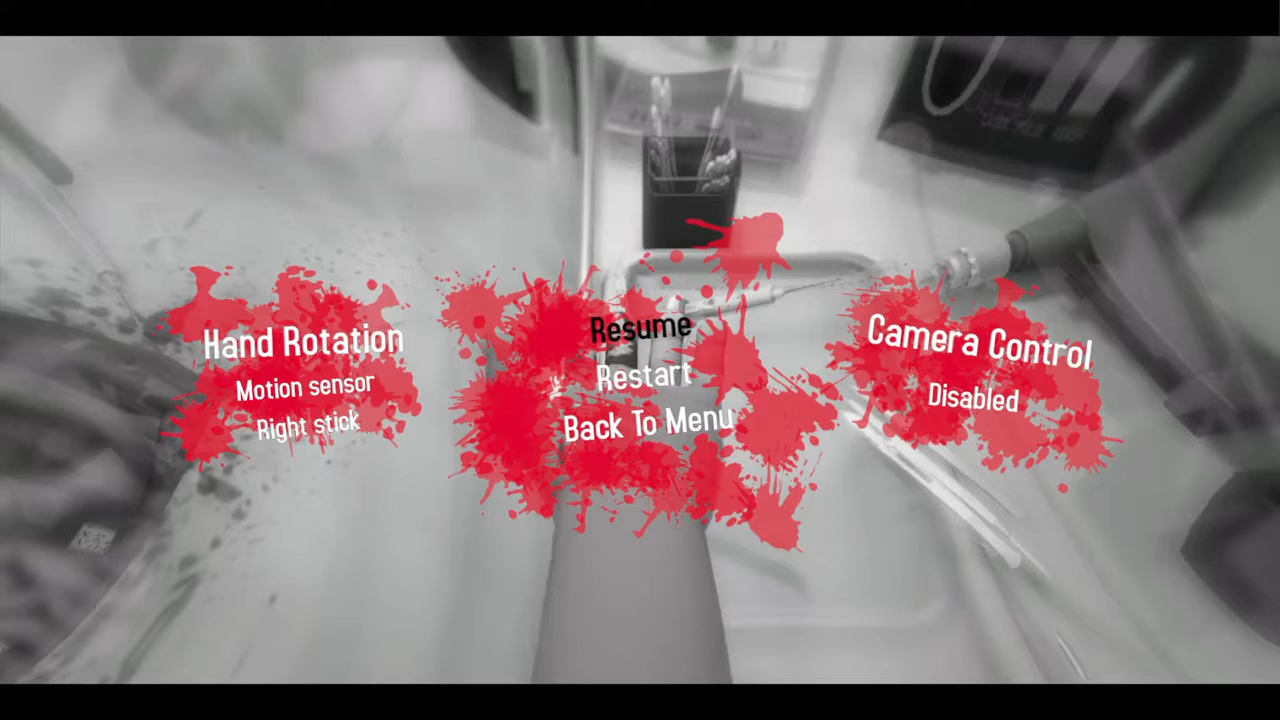 Hand Rotation
Motion sensor
Right stick
Resume
Restart
Back To Menu
Camera Control
Disabled